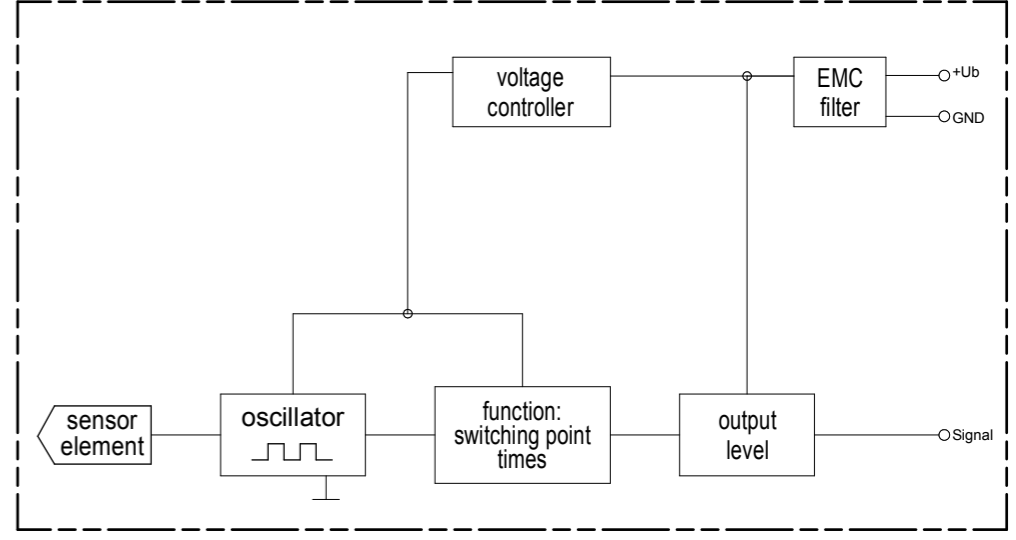 voltage
controller
EMC
filter
+Ub
GND
sensor
element
oscillator
function:
switching point
times
output
level
Signal